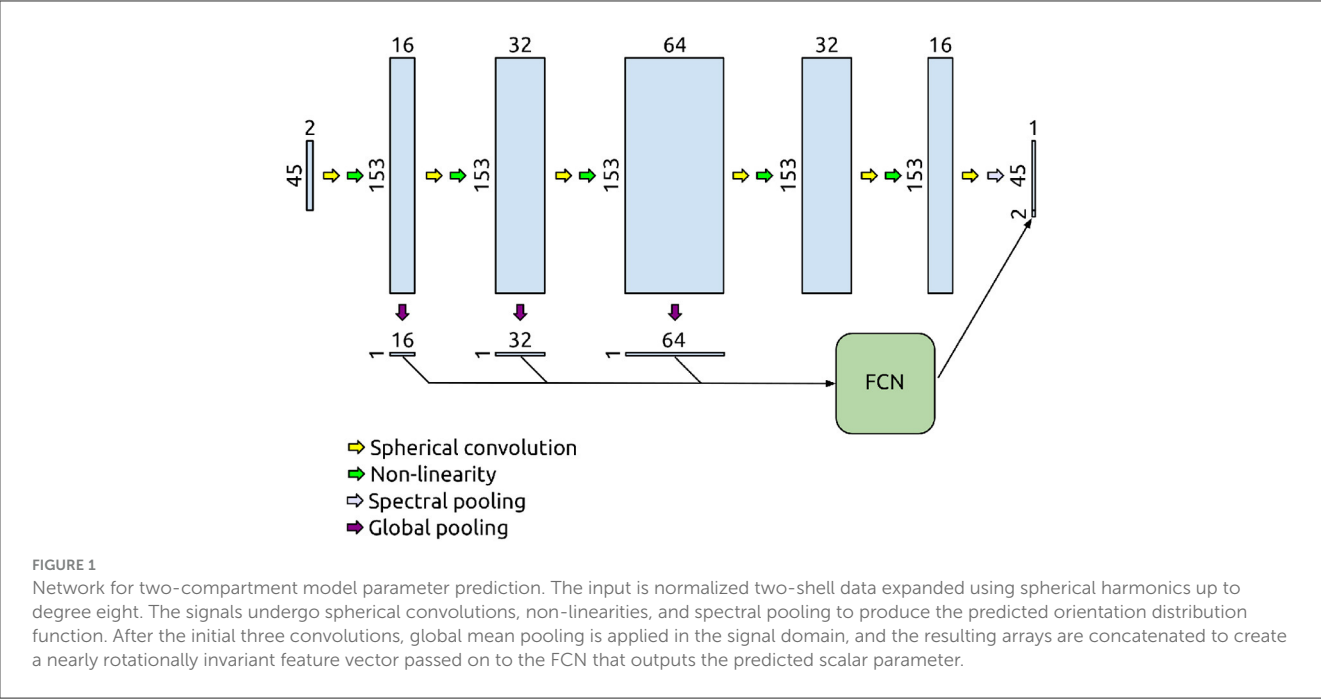 16 32 64 32 16
2 1
45 153 153 153 153 153 45
2
16 32 64
1 1 1
FCN
Spherical convolution
Non-linearity
Spectral pooling
Global pooling
FIGURE 1
Network for two-compartment model parameter prediction. The input is normalized two-shell data expanded using spherical harmonics up to
degree eight. The signals undergo spherical convolutions, non-linearities, and spectral pooling to produce the predicted orientation distribution
function. After the initial three convolutions, global mean pooling is applied in the signal domain, and the resulting arrays are concatenated to create
a nearly rotationally invariant feature vector passed on to the FCN that outputs the predicted scalar parameter.